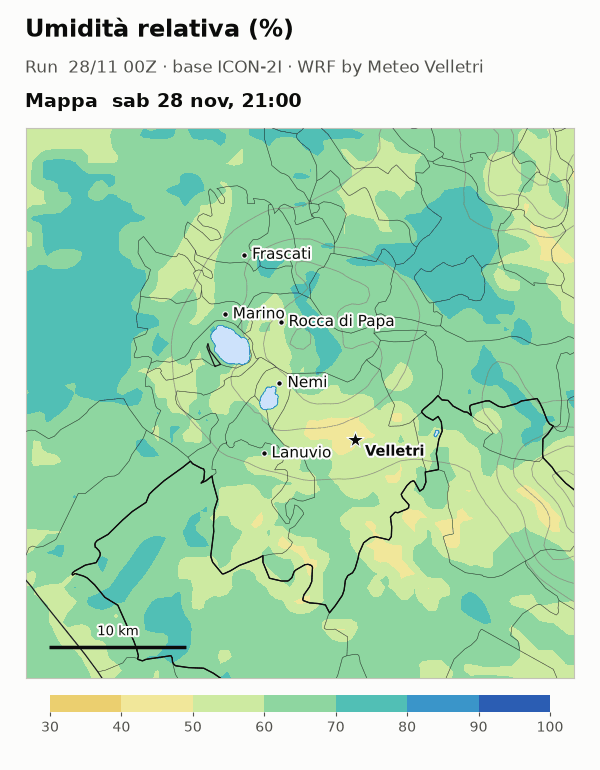 Umidità relativa (%)
Run  28/11 00Z · base ICON-2I · WRF by Meteo Velletri
Mappa  sab 28 nov, 21:00
Frascati
Marino
Rocca di Papa
Nemi
Velletri
Lanuvio
10 km
30 40 50 60 70 80 90 100